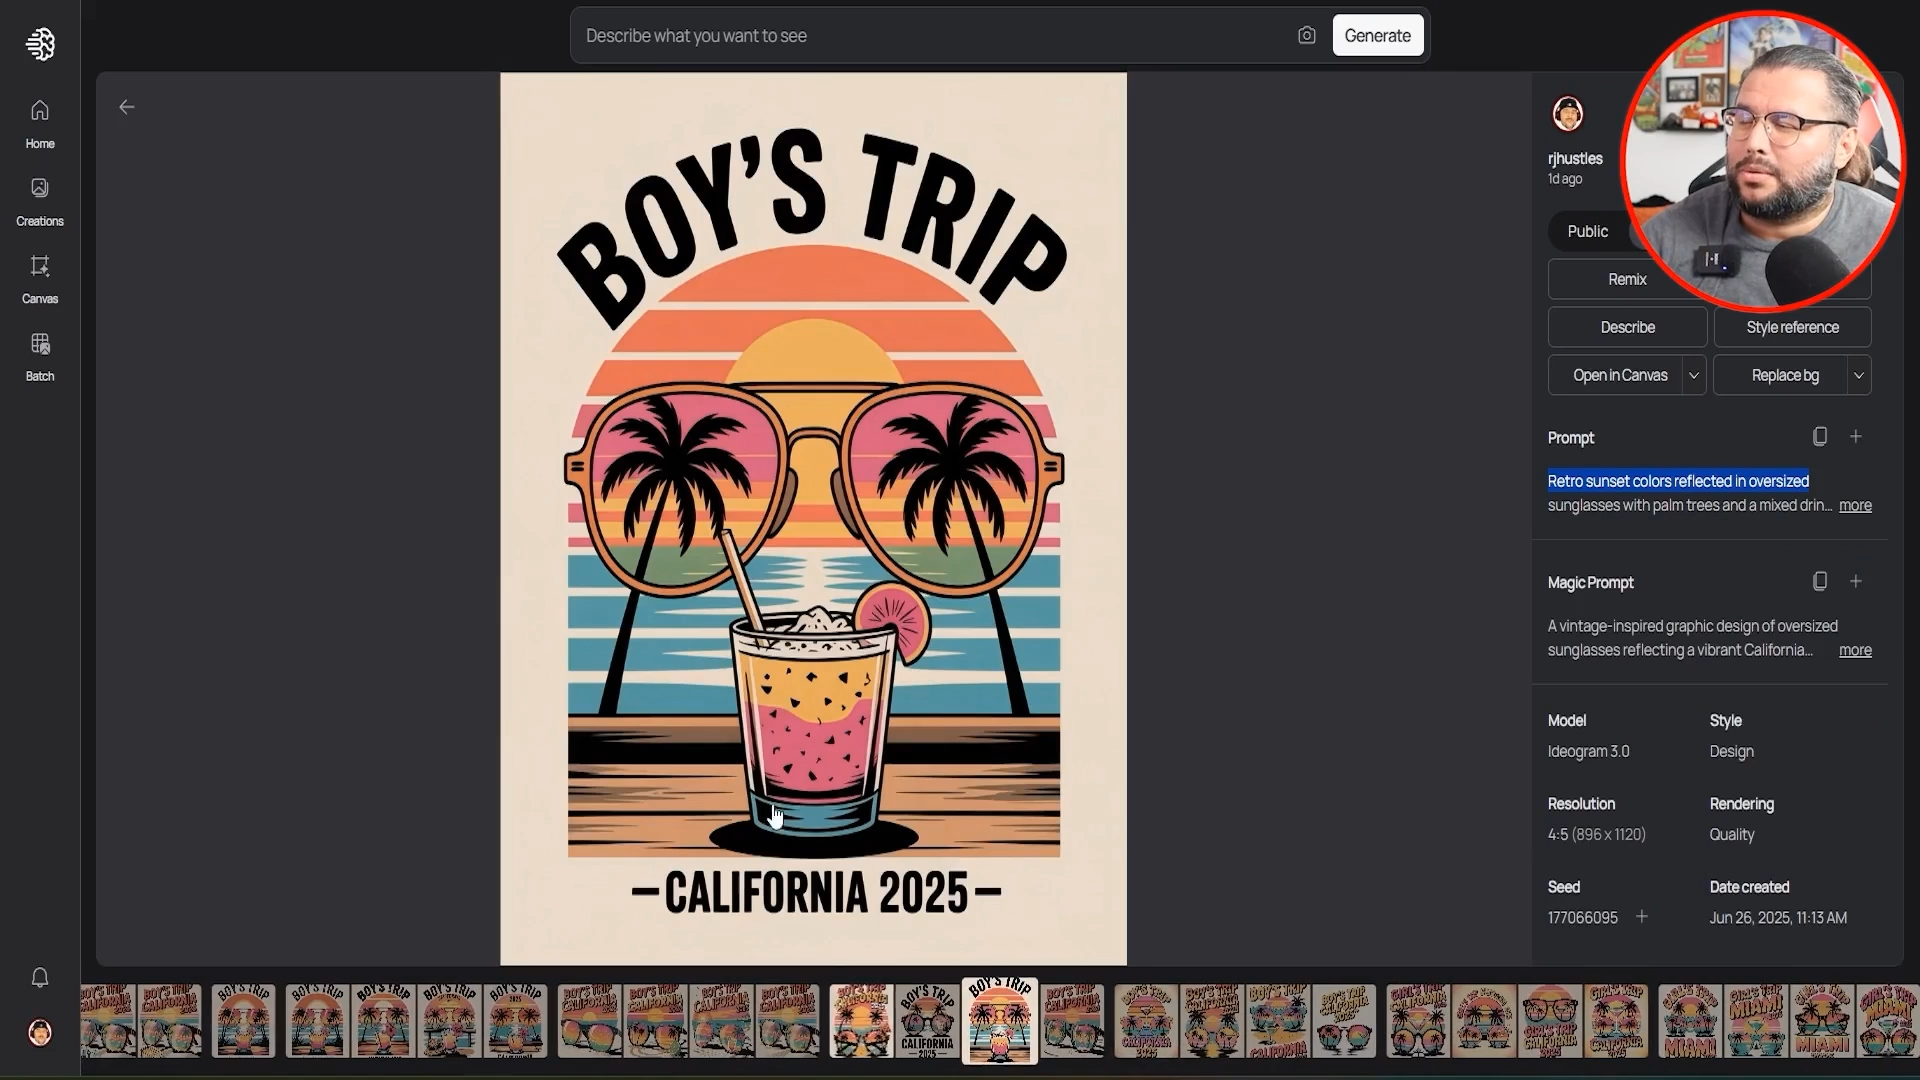 Describe what you want to see
Generate
Home
Creations
Canvas
Batch
BOY'S TRIP
CALIFORNIA 2025
rjhustles
1d ago
Public
Remix
Describe
Style reference
Open in Canvas
Replace bg
Prompt
Retro sunset colors reflected in oversized
sunglasses with palm trees and a mixed drin... more
Magic Prompt
A vintage-inspired graphic design of oversized
sunglasses reflecting a vibrant California... more
Model
Style
Ideogram 3.0
Design
Resolution
Rendering
4:5 (896 x 1120)
Quality
Seed
Date created
177066095
Jun 26, 2025, 11:13 AM